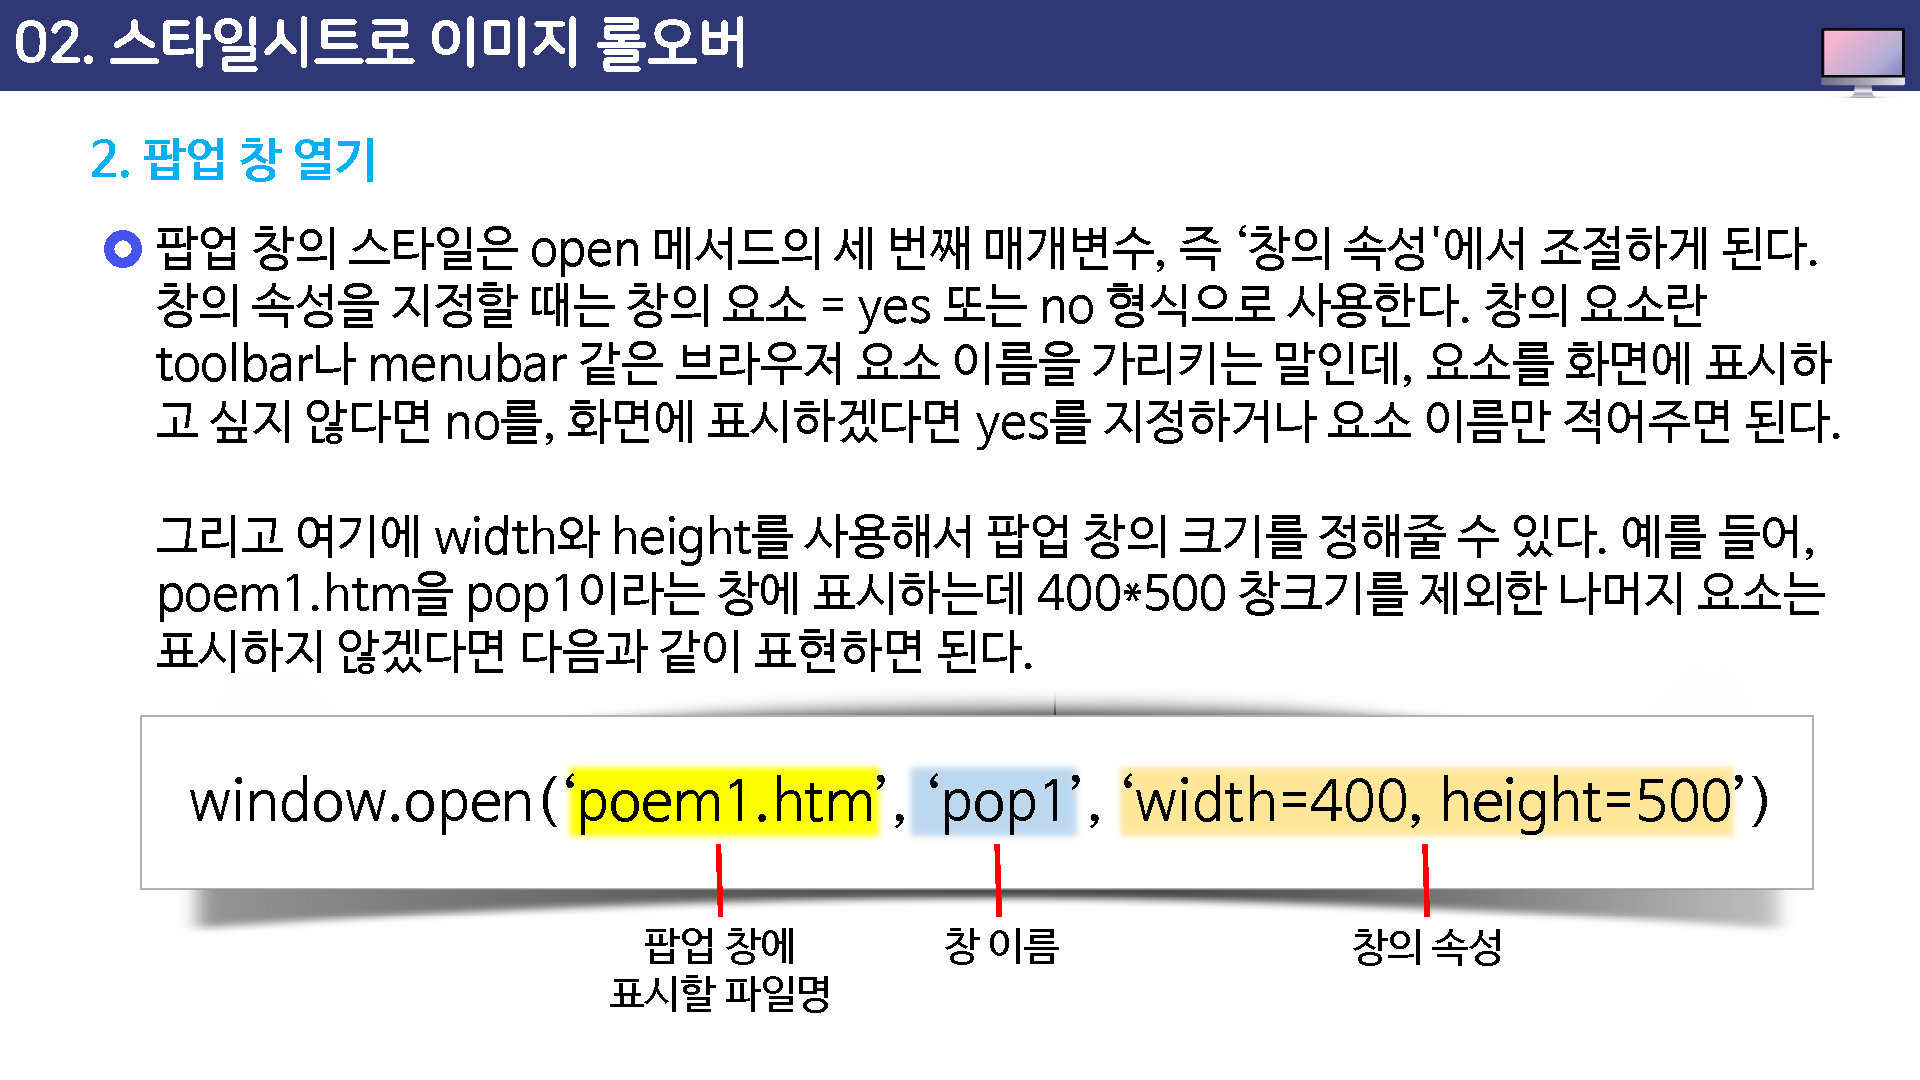 02. 스타일시트로 이미지 롤오버
2. 팝업 창 열기
팝업 창의 스타일은 open 메서드의 세 번째 매개변수, 즉 ‘창의 속성'에서 조절하게 된다.
창의 속성을 지정할 때는 창의 요소 = yes 또는 no 형식으로 사용한다. 창의 요소란
toolbar나 menubar 같은 브라우저 요소 이름을 가리키는 말인데, 요소를 화면에 표시하
고 싶지 않다면 no를, 화면에 표시하겠다면 yes를 지정하거나 요소 이름만 적어주면 된다.
그리고 여기에 width와 height를 사용해서 팝업 창의 크기를 정해줄 수 있다. 예를 들어,
poem1.htm을 pop1이라는 창에 표시하는데 400*500 창크기를 제외한 나머지 요소는
표시하지 않겠다면 다음과 같이 표현하면 된다.
window.open(‘poem1.htm’, ‘pop1’, ‘width=400, height=500’)
팝업 창에
표시할 파일명
창 이름
창의 속성